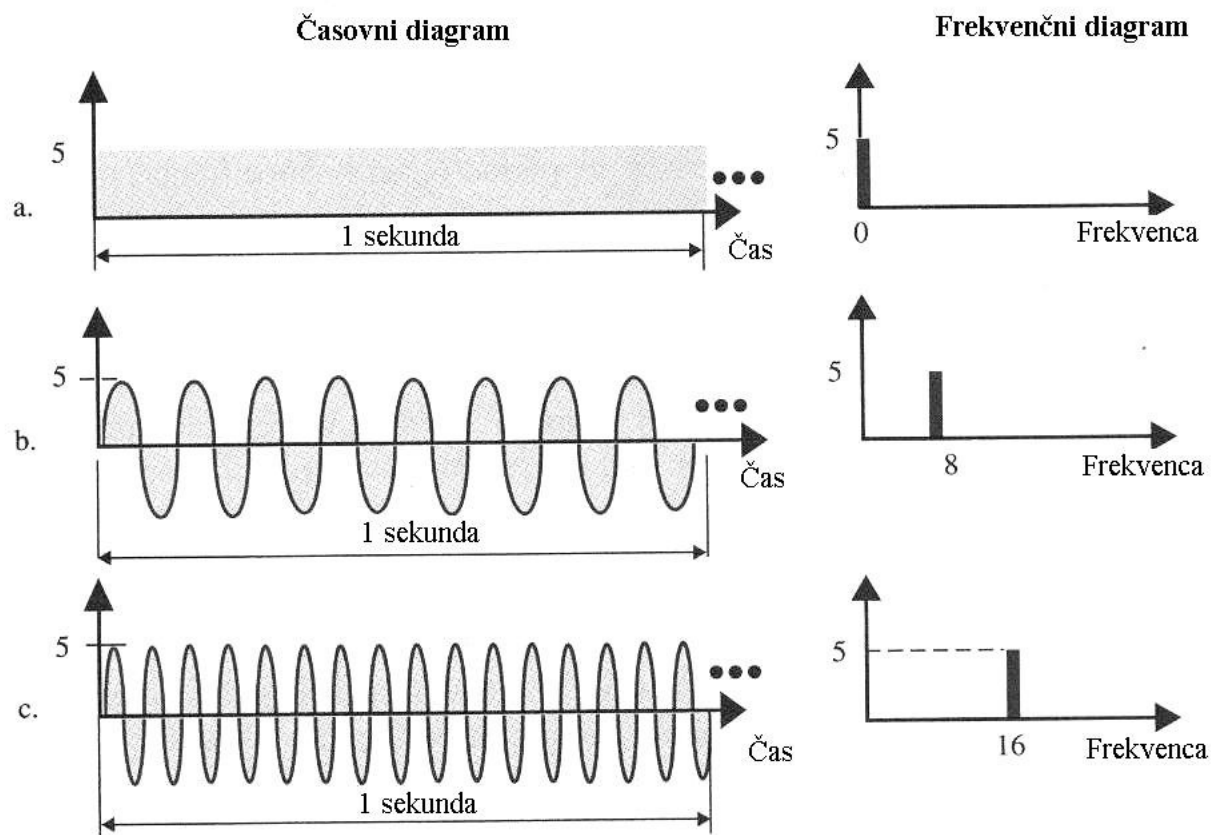 Časovni diagram
Frekvenčni diagram
5
a.
1 sekunda
Čas
5
0
Frekvenca
5
b.
Čas
1 sekunda
5
8
Frekvenca
5
c.
Čas
1 sekunda
5
16
Frekvenca